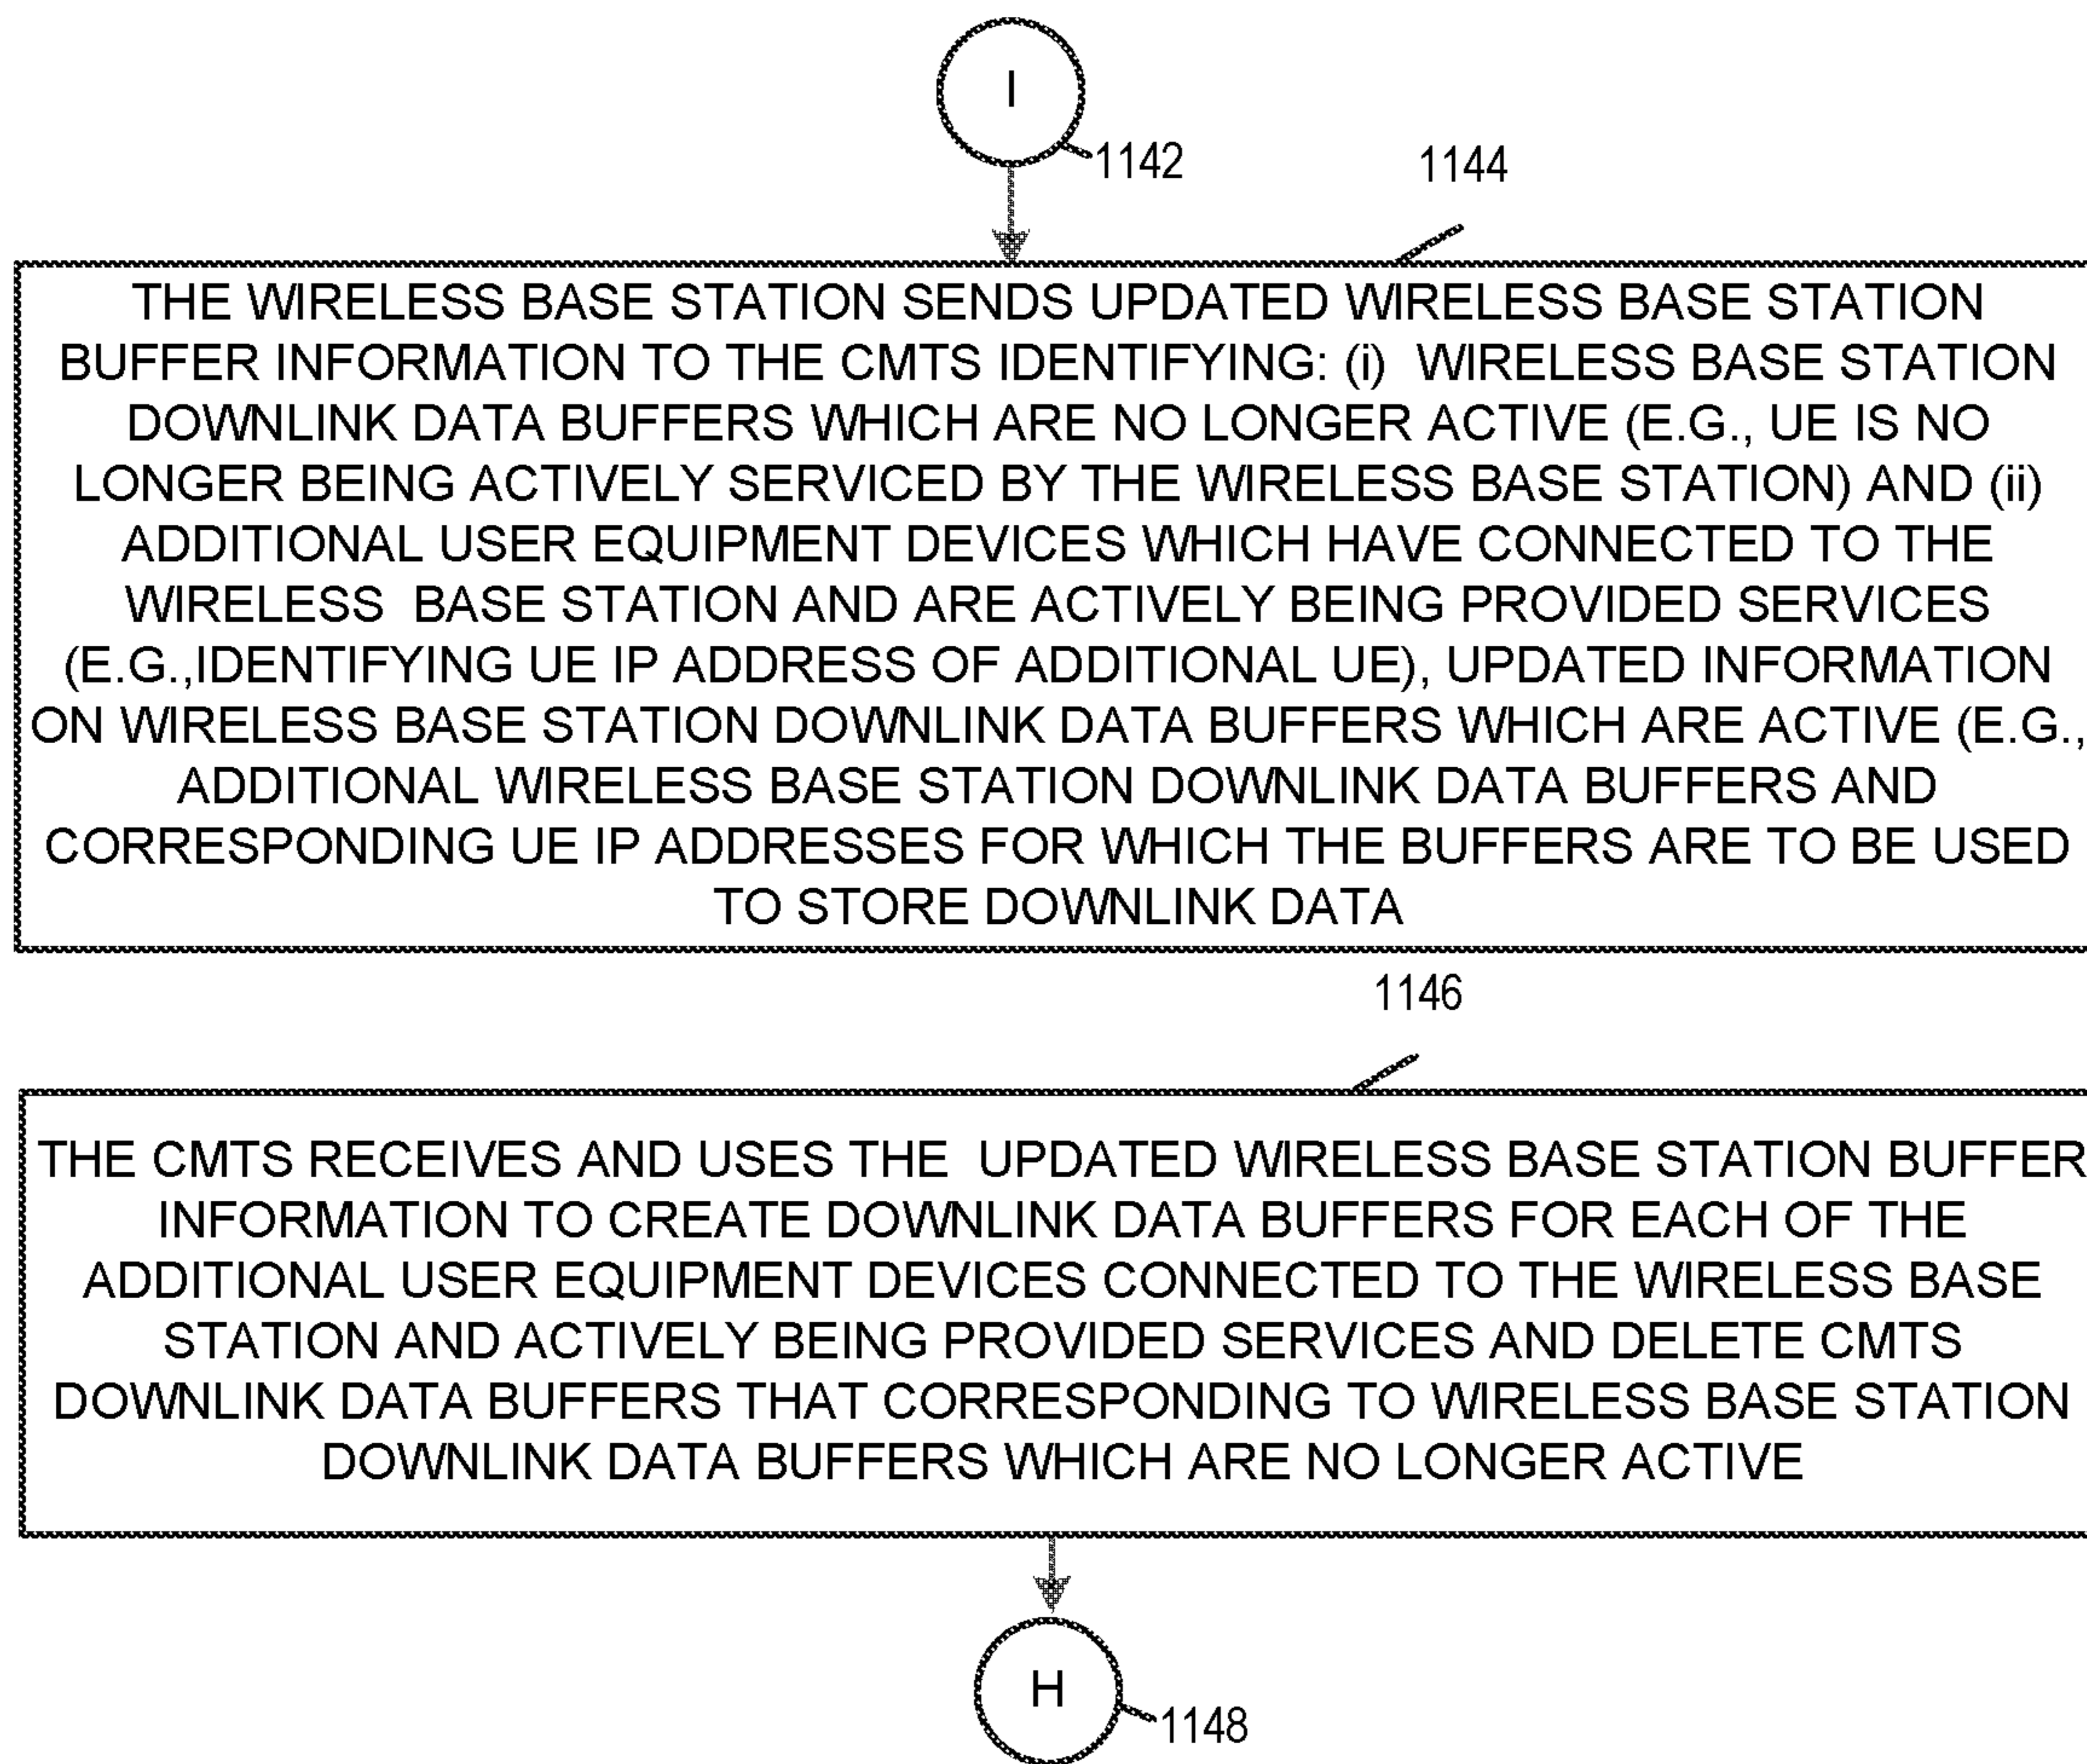 I
1142
1144
THE WIRELESS BASE STATION SENDS UPDATED WIRELESS BASE STATION
BUFFER INFORMATION TO THE CMTS IDENTIFYING: (i) WIRELESS BASE STATION
DOWNLINK DATA BUFFERS WHICH ARE NO LONGER ACTIVE (E.G., UE IS NO
LONGER BEING ACTIVELY SERVICED BY THE WIRELESS BASE STATION) AND (ii)
ADDITIONAL USER EQUIPMENT DEVICES WHICH HAVE CONNECTED TO THE
WIRELESS BASE STATION AND ARE ACTIVELY BEING PROVIDED SERVICES
(E.G.,IDENTIFYING UE IP ADDRESS OF ADDITIONAL UE), UPDATED INFORMATION
ON WIRELESS BASE STATION DOWNLINK DATA BUFFERS WHICH ARE ACTIVE (E.G.,
ADDITIONAL WIRELESS BASE STATION DOWNLINK DATA BUFFERS AND
CORRESPONDING UE IP ADDRESSES FOR WHICH THE BUFFERS ARE TO BE USED
TO STORE DOWNLINK DATA
1146
THE CMTS RECEIVES AND USES THE UPDATED WIRELESS BASE STATION BUFFER
INFORMATION TO CREATE DOWNLINK DATA BUFFERS FOR EACH OF THE
ADDITIONAL USER EQUIPMENT DEVICES CONNECTED TO THE WIRELESS BASE
STATION AND ACTIVELY BEING PROVIDED SERVICES AND DELETE CMTS
DOWNLINK DATA BUFFERS THAT CORRESPONDING TO WIRELESS BASE STATION
DOWNLINK DATA BUFFERS WHICH ARE NO LONGER ACTIVE
H
1148